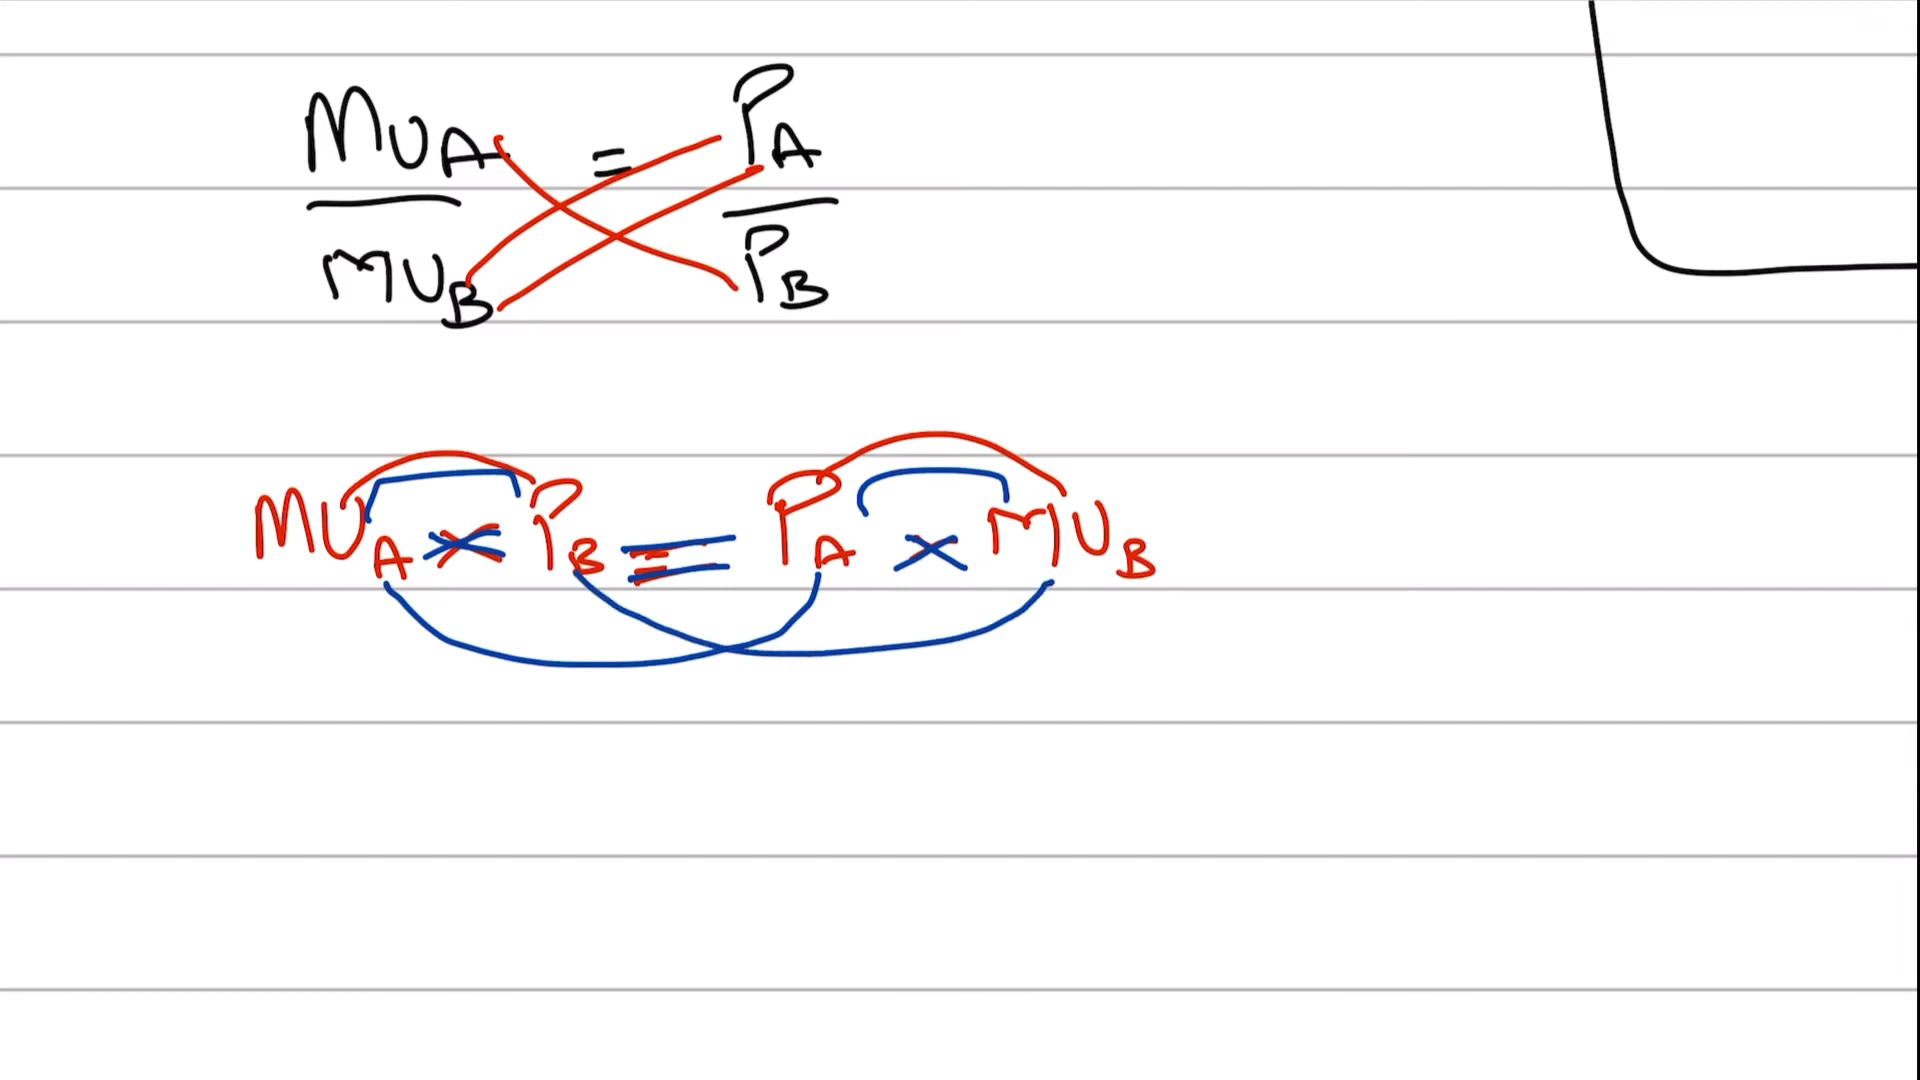 MUA = PA
MUB PB
MUA × PB = PA × MUB